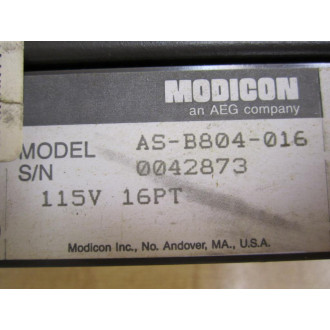 MODICON
an AEG company
MODEL AS-B804-016
S/N 0042873
115V 16PT
Modicon Inc., No. Andover, MA., U.S.A.